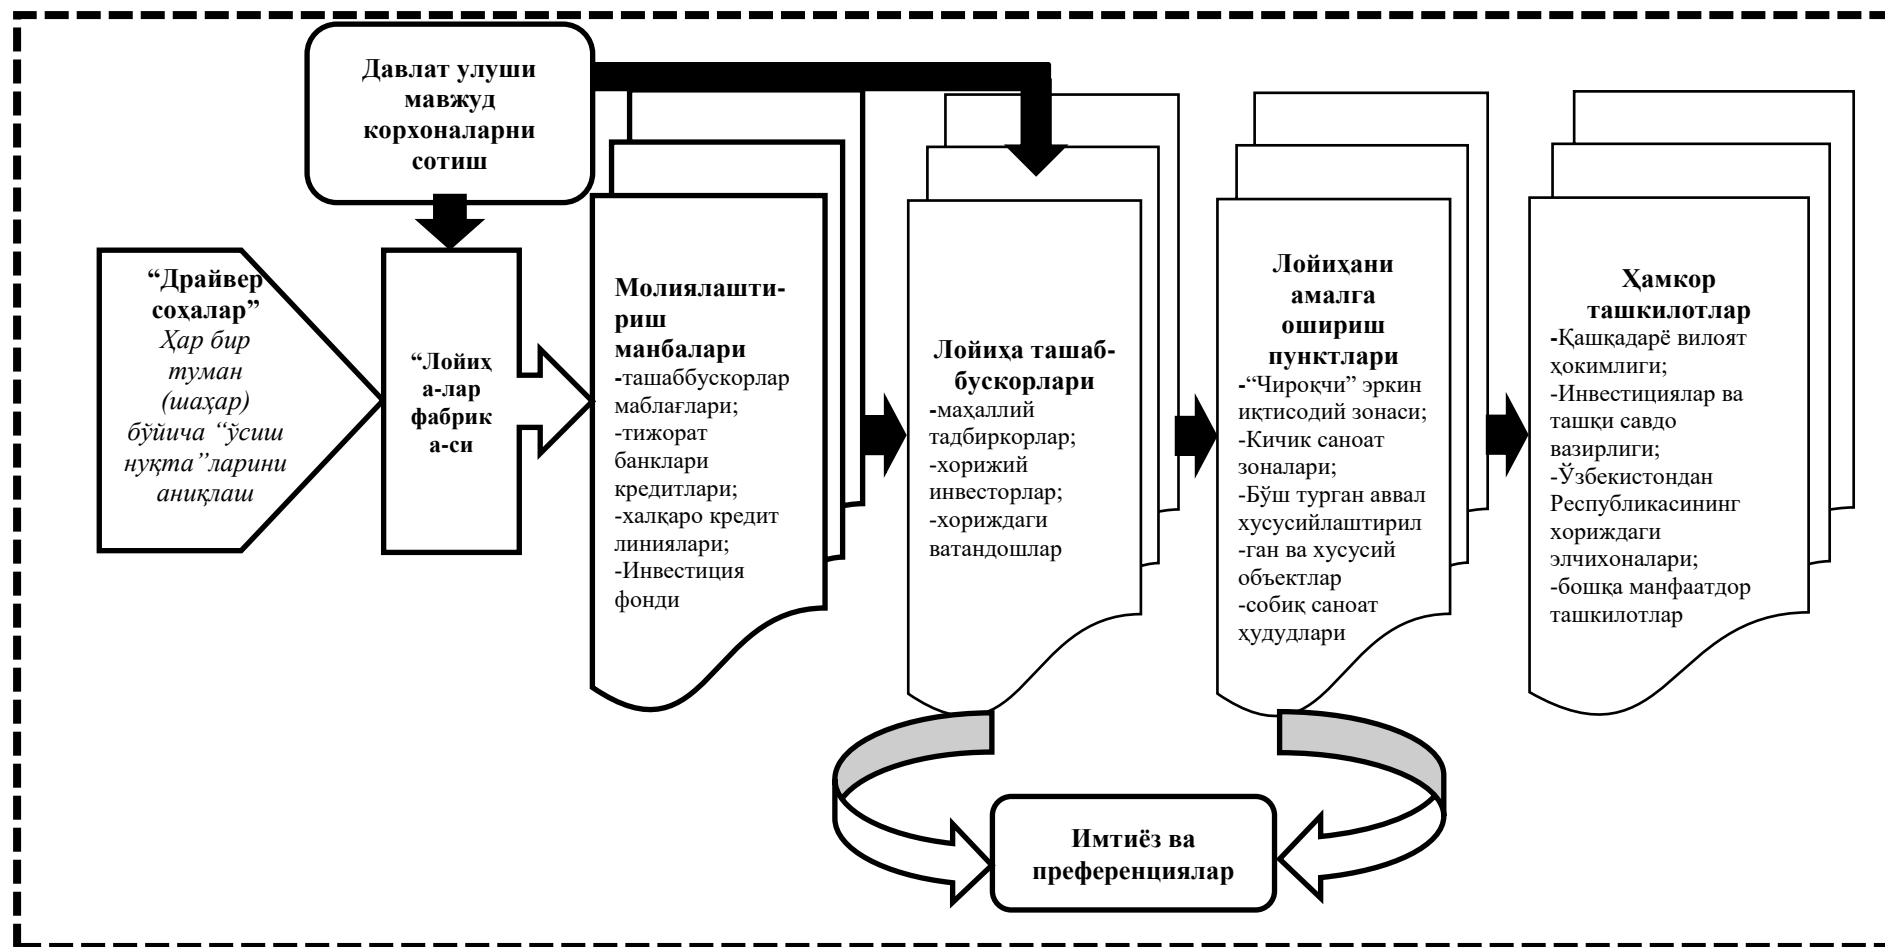 Давлат улуши
мавжуд
корхоналарни
сотиш
“Драйвер
соҳалар”
Ҳар бир
туман
(шаҳар)
бўйича “ўсиш
нуқта”ларини
аниқлаш
“Лойиҳ
а-лар
фабрик
а-си
Молиялашти-
риш
манбалари
-ташаббускорлар
маблағлари;
-тижорат
банклари
кредитлари;
-халқаро кредит
линиялари;
-Инвестиция
фонди
Лойиҳа ташаб-
бускорлари
-маҳаллий
тадбиркорлар;
-хорижий
инвесторлар;
-хориждаги
ватандошлар
Лойиҳани
амалга
ошириш
пунктлари
-“Чироқчи” эркин
иқтисодий зонаси;
-Кичик саноат
зоналари;
-Бўш турган аввал
хусусийлаштирил
-ган ва хусусий
объектлар
-собиқ саноат
ҳудудлари
Ҳамкор
ташкилотлар
-Қашқадарё вилоят
ҳокимлиги;
-Инвестициялар ва
ташқи савдо
вазирлиги;
-Ўзбекистондан
Республикасининг
хориждаги
элчихоналари;
-бошқа манфаатдор
ташкилотлар
Имтиёз ва
преференциялар